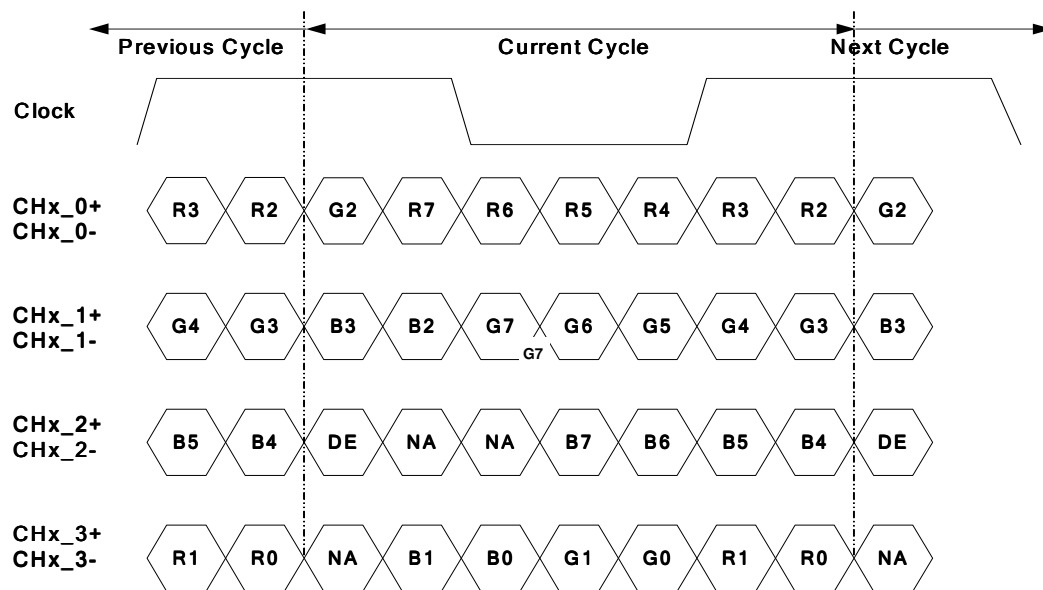 Previous Cycle Current Cycle Next Cycle
Clock
CHx_0+
CHx_0-
R3 R2 G2 R7 R6 R5 R4 R3 R2 G2
CHx_1+
CHx_1-
G4 G3 B3 B2 G7 G6 G5 G4 G3 B3
G7
CHx_2+
CHx_2-
B5 B4 DE NA NA B7 B6 B5 B4 DE
CHx_3+
CHx_3-
R1 R0 NA B1 B0 G1 G0 R1 R0 NA